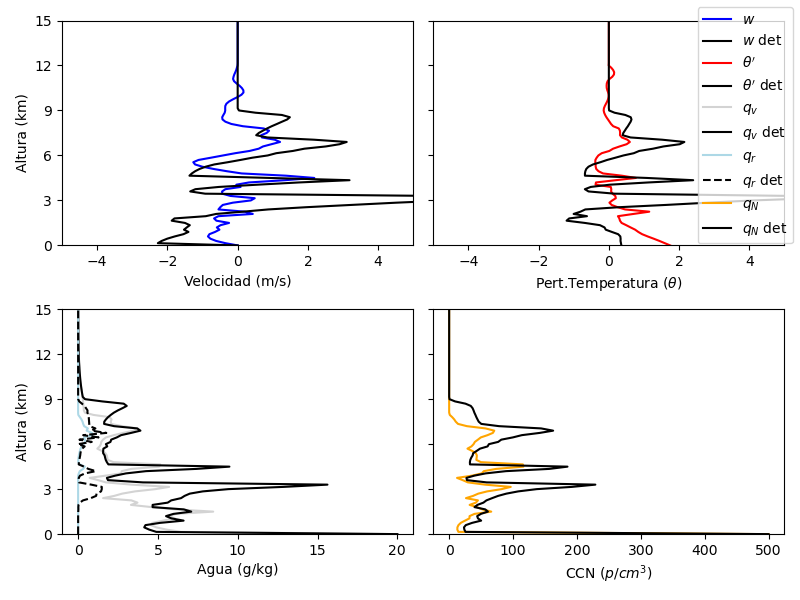 15
12
9
6
3
0
Altura (km)
−4 −2 0 2 4
Velocidad (m/s)
−4 −2 0 2 4
Pert.Temperatura (θ)
w
w det
θ′
θ′ det
q_v
q_v det
q_r
q_r det
q_N
q_N det
15
12
9
6
3
0
Altura (km)
0 5 10 15 20
Agua (g/kg)
0 100 200 300 400 500
CCN (p/cm³)